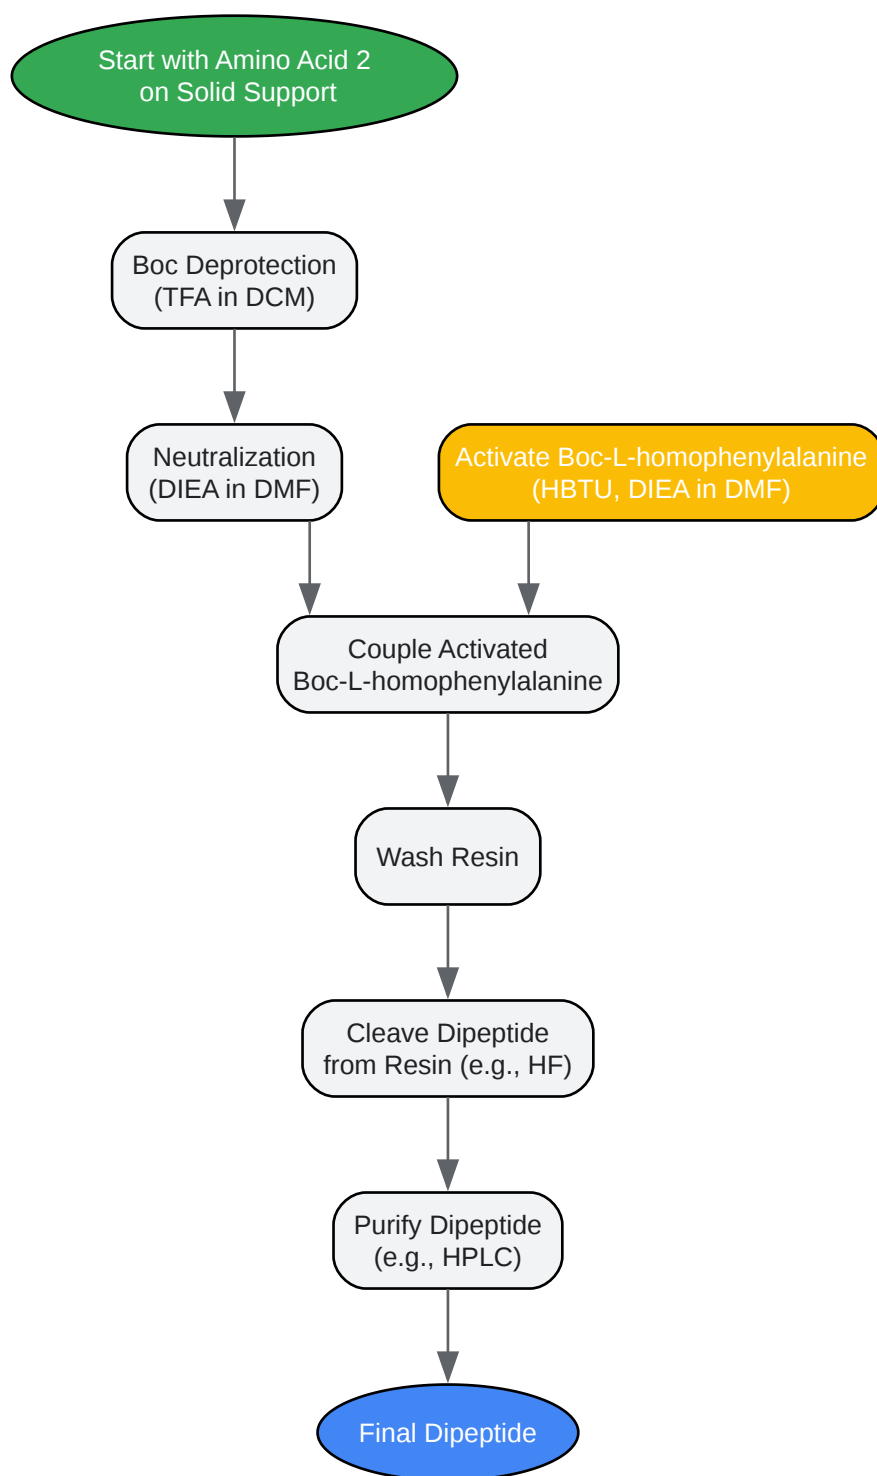 Start with Amino Acid 2
on Solid Support
Boc Deprotection
(TFA in DCM)
Neutralization
(DIEA in DMF)
Activate Boc-L-homophenylalanine
(HBTU, DIEA in DMF)
Couple Activated
Boc-L-homophenylalanine
Wash Resin
Cleave Dipeptide
from Resin (e.g., HF)
Purify Dipeptide
(e.g., HPLC)
Final Dipeptide